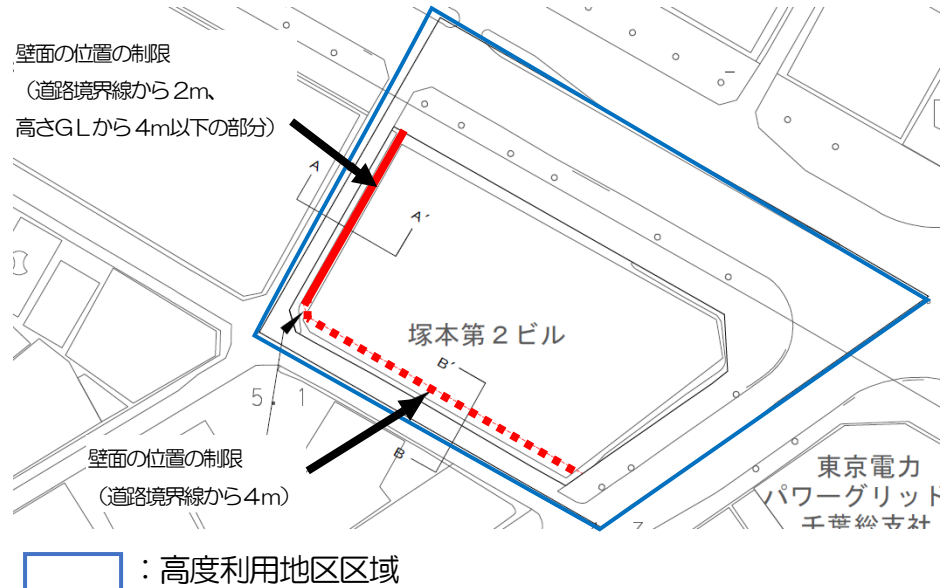 壁面の位置の制限
（道路境界線から２ｍ、
高さＧＬから４ｍ以下の部分）
A
A′
塚本第２ビル
B′
5. 1
B
壁面の位置の制限
（道路境界線から４ｍ）
東京電力
パワーグリッド
千葉総支社
：高度利用地区区域